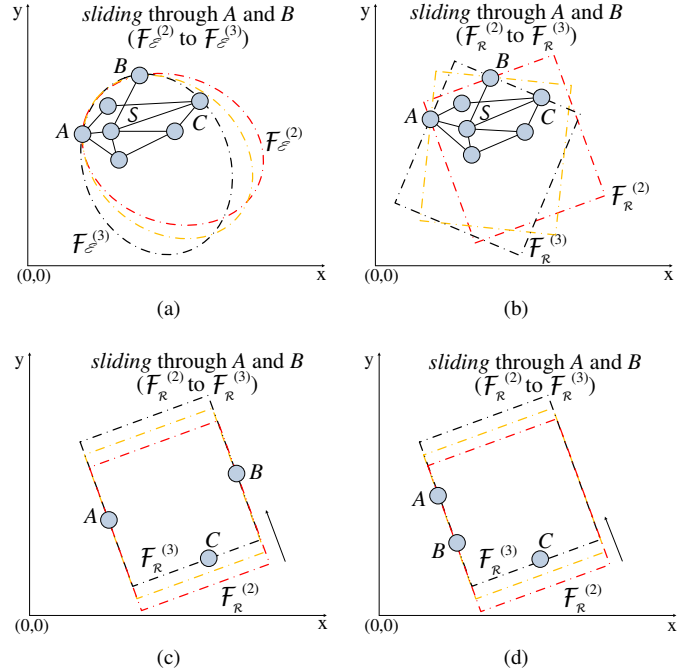 y
sliding through A and B
(F_ℰ^(2) to F_ℰ^(3))
B
S
A
C
F_ℰ^(2)
F_ℰ^(3)
(0,0)
x
(a)
y
sliding through A and B
(F_R^(2) to F_R^(3))
B
S
A
C
F_R^(2)
F_R^(3)
(0,0)
x
(b)
y
sliding through A and B
(F_R^(2) to F_R^(3))
B
A
C
F_R^(3)
F_R^(2)
(0,0)
x
(c)
y
sliding through A and B
(F_R^(2) to F_R^(3))
A
B
C
F_R^(3)
F_R^(2)
(0,0)
x
(d)